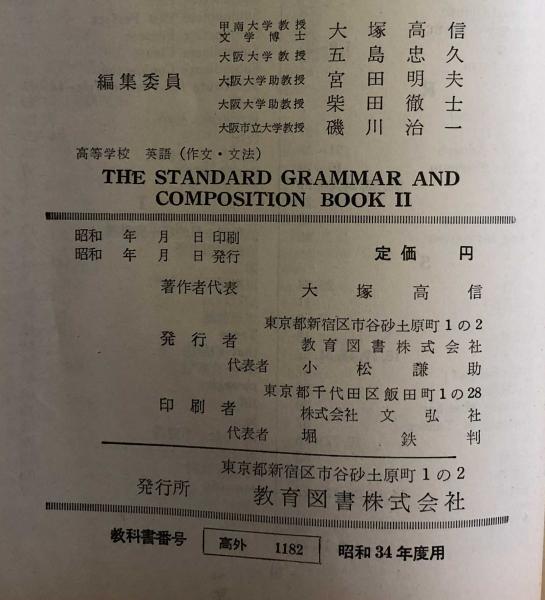 甲南大学教授
文学博士 大塚高信
大阪大学教授 五島忠久
編集委員 大阪大学助教授 宮田明夫
大阪大学助教授 柴田徹士
大阪市立大学教授 磯川治一
高等学校 英語（作文・文法）
THE STANDARD GRAMMAR AND
COMPOSITION BOOK II
昭和 年 月 日 印刷
昭和 年 月 日 発行 定価 円
著作者代表 大塚高信
東京都新宿区市谷砂土原町1の2
発行者 教育図書株式会社
代表者 小松謙助
東京都千代田区飯田町1の28
印刷者 株式会社 文弘社
代表者 堀鉄判
東京都新宿区市谷砂土原町1の2
発行所 教育図書株式会社
教科書番号 高外 1182 昭和34年度用